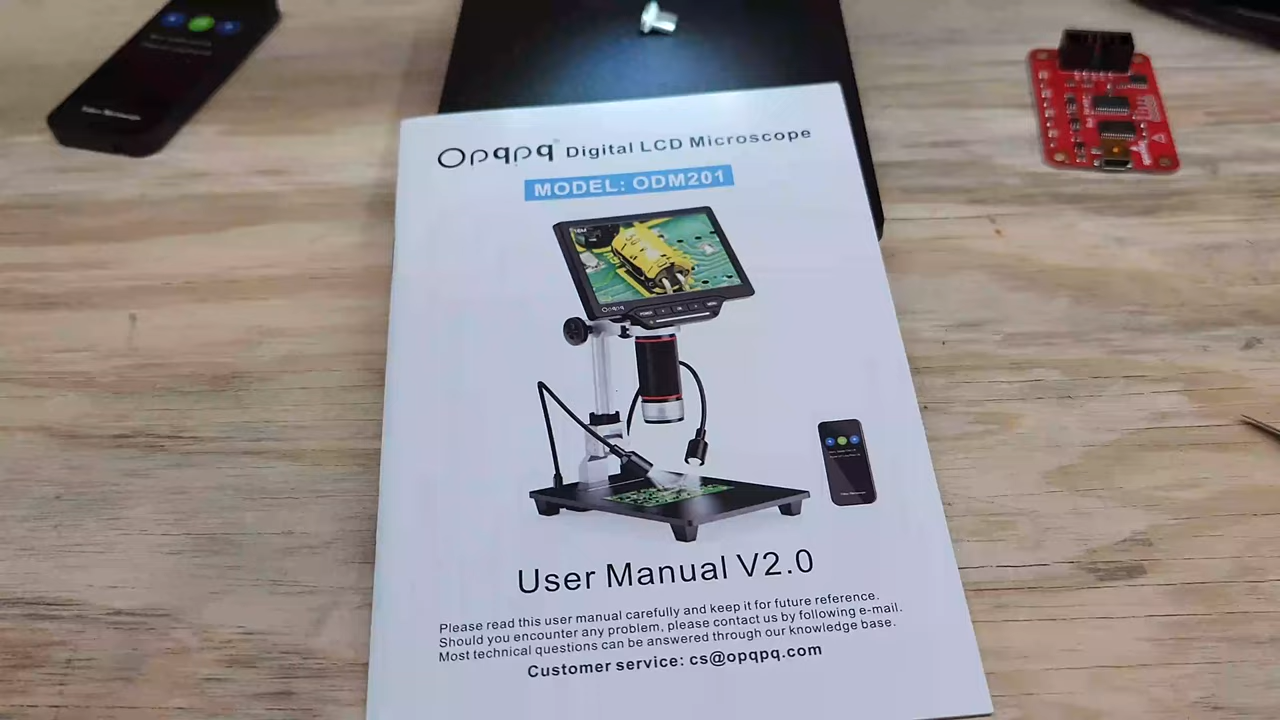 Opqpq Digital LCD Microscope
MODEL: ODM201
Opqpq
User Manual V2.0
Please read this user manual carefully and keep it for future reference.
Should you encounter any problem, please contact us by following e-mail.
Most technical questions can be answered through our knowledge base.
Customer service: cs@opqpq.com